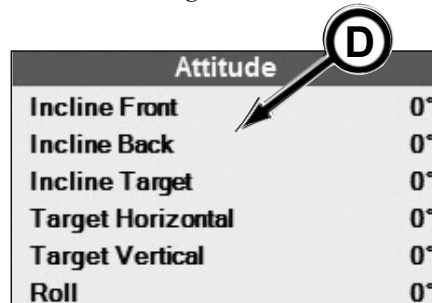 D
Attitude
Incline Front 0°
Incline Back 0°
Incline Target 0°
Target Horizontal 0°
Target Vertical 0°
Roll 0°